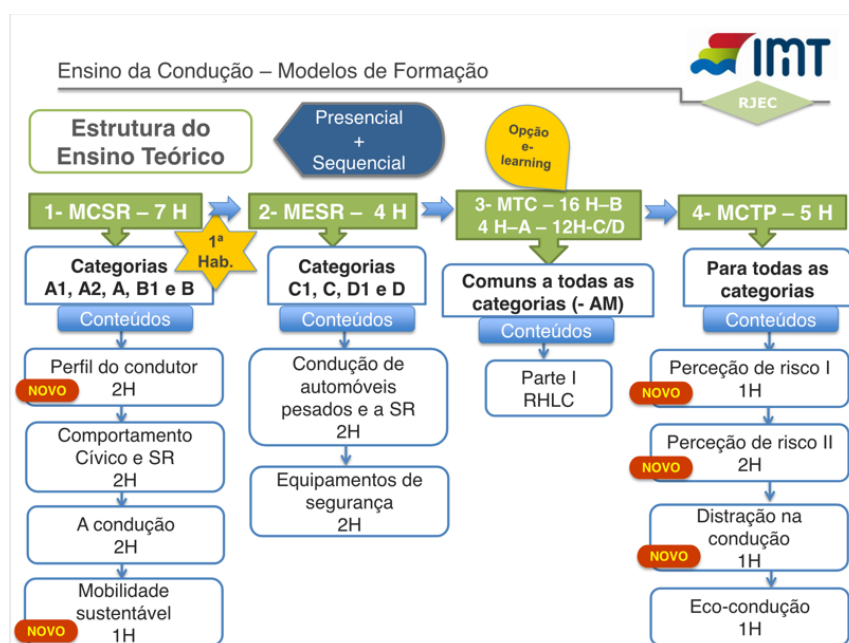 IMT
Ensino da Condução – Modelos de Formação
RJEC
Estrutura do
Ensino Teórico
Presencial
+
Sequencial
Opção
e-
learning
1- MCSR – 7 H
2- MESR – 4 H
3- MTC – 16 H–B
4 H–A – 12H-C/D
4- MCTP – 5 H
1ª
Hab.
Categorias
A1, A2, A, B1 e B
Conteúdos
Perfil do condutor
2H
NOVO
Comportamento
Cívico e SR
2H
A condução
2H
Mobilidade
sustentável
1H
NOVO
Categorias
C1, C, D1 e D
Conteúdos
Condução de
automóveis
pesados e a SR
2H
Equipamentos de
segurança
2H
Comuns a todas as
categorias (- AM)
Conteúdos
Parte I
RHLC
Para todas as
categorias
Conteúdos
Perceção de risco I
1H
NOVO
Perceção de risco II
2H
NOVO
Distração na
condução
1H
NOVO
Eco-condução
1H